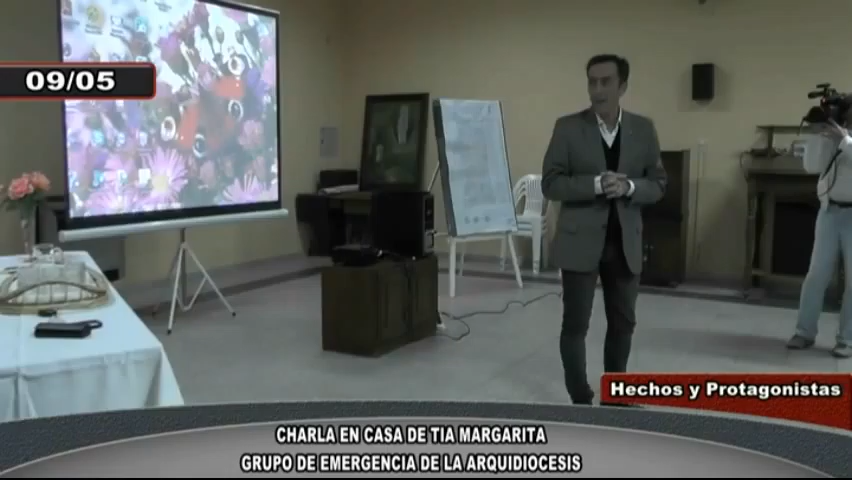 09/05
Hechos y Protagonistas
CHARLA EN CASA DE TIA MARGARITA
GRUPO DE EMERGENCIA DE LA ARQUIDIOCESIS